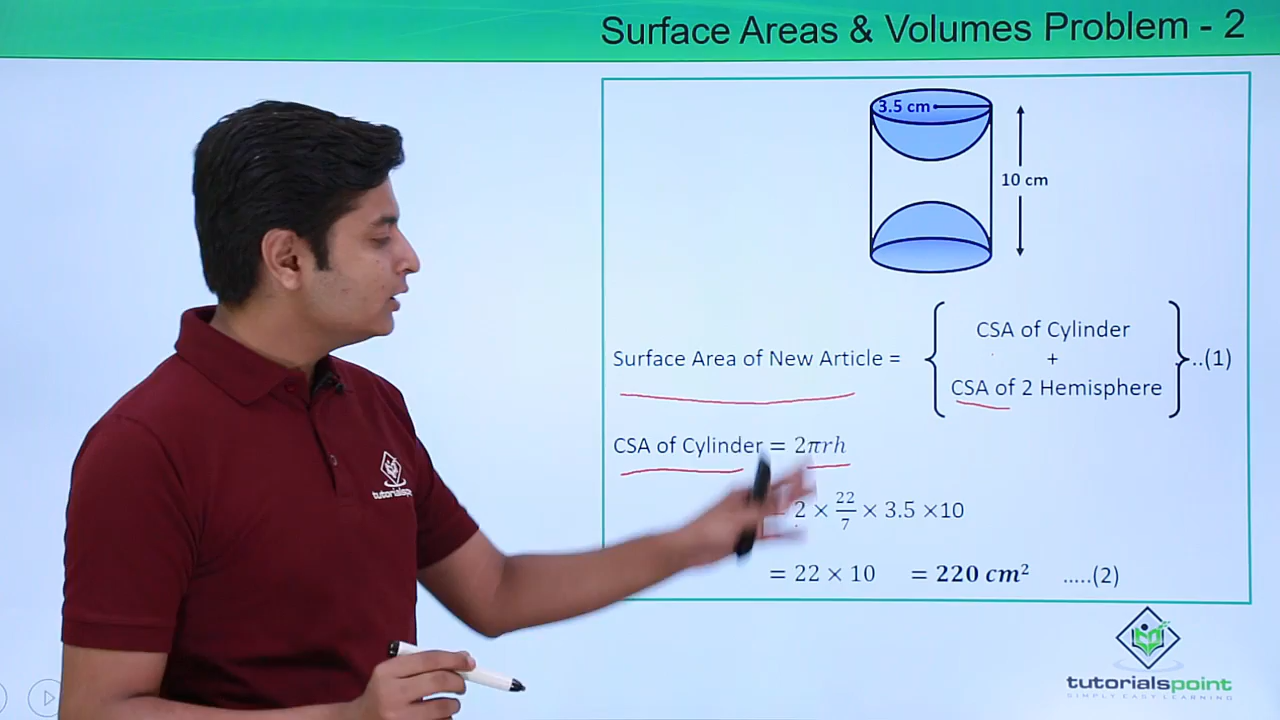 Surface Areas & Volumes Problem - 2
3.5 cm
10 cm
Surface Area of New Article = { CSA of Cylinder + CSA of 2 Hemisphere } ..(1)
CSA of Cylinder = 2πrh
= 2 × 22/7 × 3.5 ×10
= 22 × 10 = 220 cm² .....(2)
tutorialspoint
SIMPLY EASY LEARNING